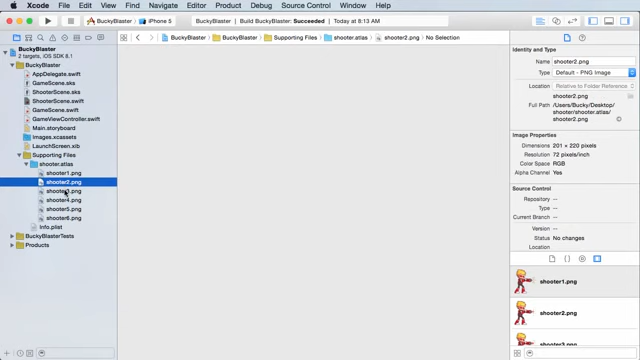 Xcode File Edit View Find Navigate Editor Product Debug Source Control Window Help
BuckyBlaster iPhone 5
BuckyBlaster | Build BuckyBlaster: Succeeded | Today at 8:13 AM
BuckyBlaster BuckyBlaster Supporting Files shooter.atlas shooter2.png No Selection
BuckyBlaster
2 targets, iOS SDK 8.1
BuckyBlaster
AppDelegate.swift
GameScene.sks
ShooterScene.sks
ShooterScene.swift
GameScene.swift
GameViewController.swift
Main.storyboard
Images.xcassets
LaunchScreen.xib
Supporting Files
shooter.atlas
shooter1.png
shooter2.png
shooter3.png
shooter4.png
shooter5.png
shooter6.png
Info.plist
BuckyBlasterTests
Products
Identity and Type
Name shooter2.png
Type Default - PNG Image
Location Relative to Folder Reference
shooter2.png
Full Path /Users/Bucky/Desktop/
shooter/shooter.atlas/
shooter2.png
Image Properties
Dimensions 201 × 220 pixels
Resolution 72 pixels/inch
Color Space RGB
Alpha Channel Yes
Source Control
Repository --
Type --
Current Branch --
Version --
Status No changes
Location
shooter1.png
shooter2.png
shooter3.png